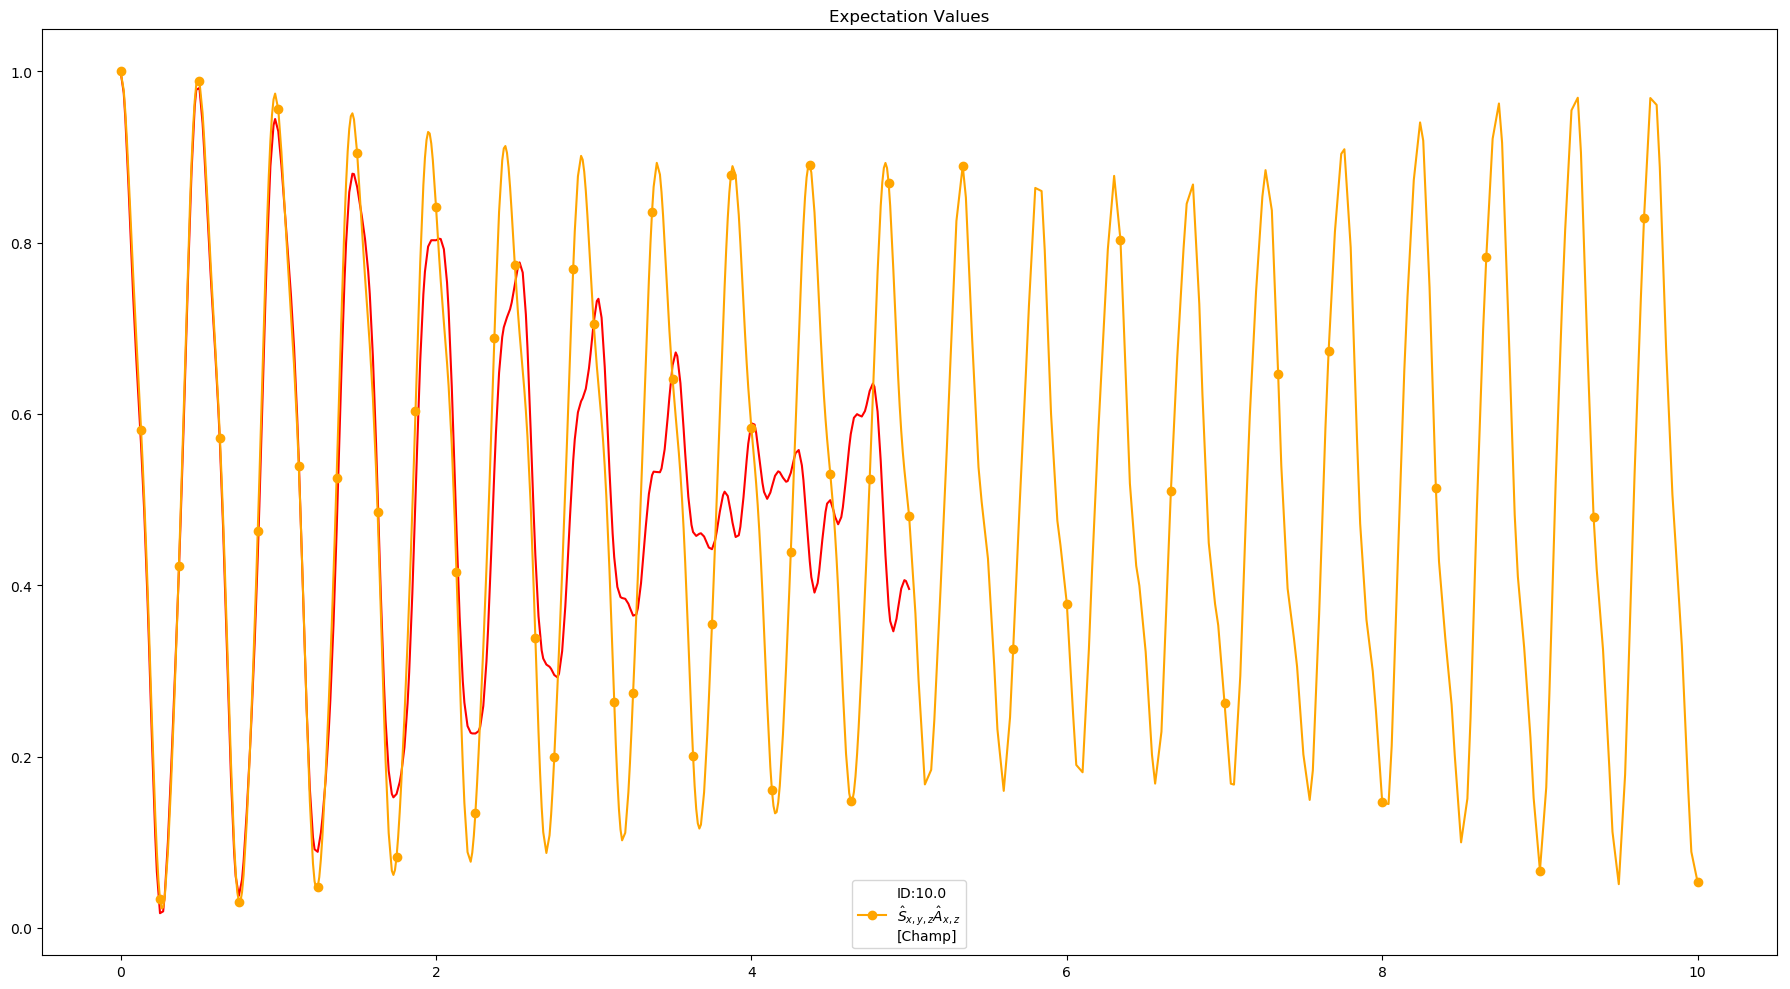 Expectation Values
1.0
0.8
0.6
0.4
0.2
0.0
ID:10.0
$\hat{S}_{x,y,z}\hat{A}_{x,z}$
[Champ]
0 2 4 6 8 10